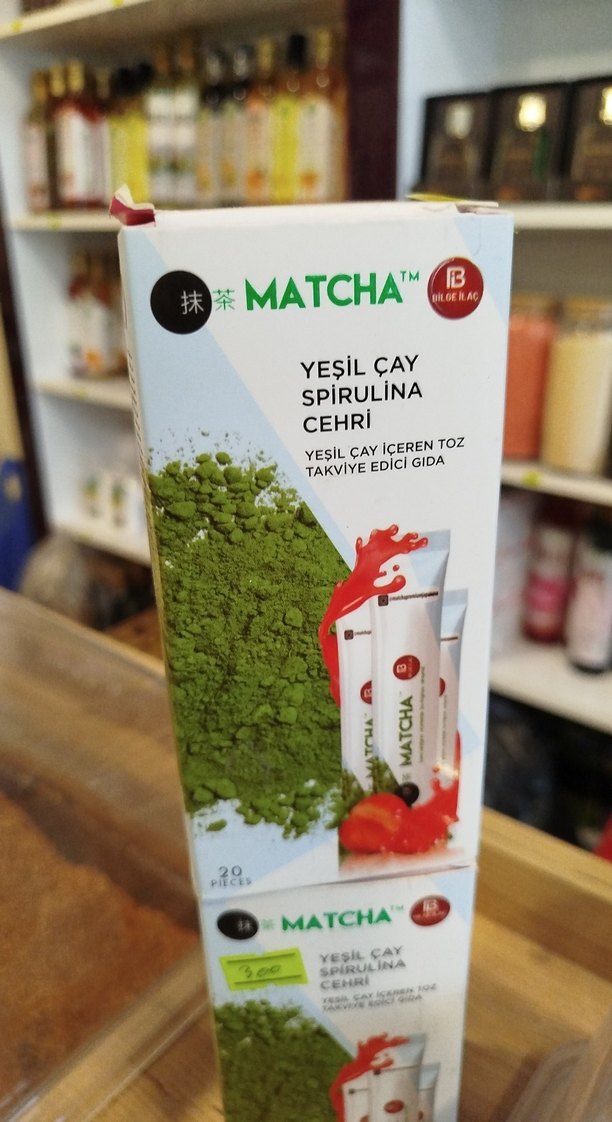 抹茶 MATCHA™
BİLGE İLAÇ
YEŞİL ÇAY
SPİRULİNA
CEHRİ
YEŞİL ÇAY İÇEREN TOZ
TAKVİYE EDİCİ GIDA
MATCHA
MATCHA™
20
PIECES
抹茶 MATCHA™
300
YEŞİL ÇAY
SPİRULİNA
CEHRİ
YEŞİL ÇAY İÇEREN TOZ
TAKVİYE EDİCİ GIDA